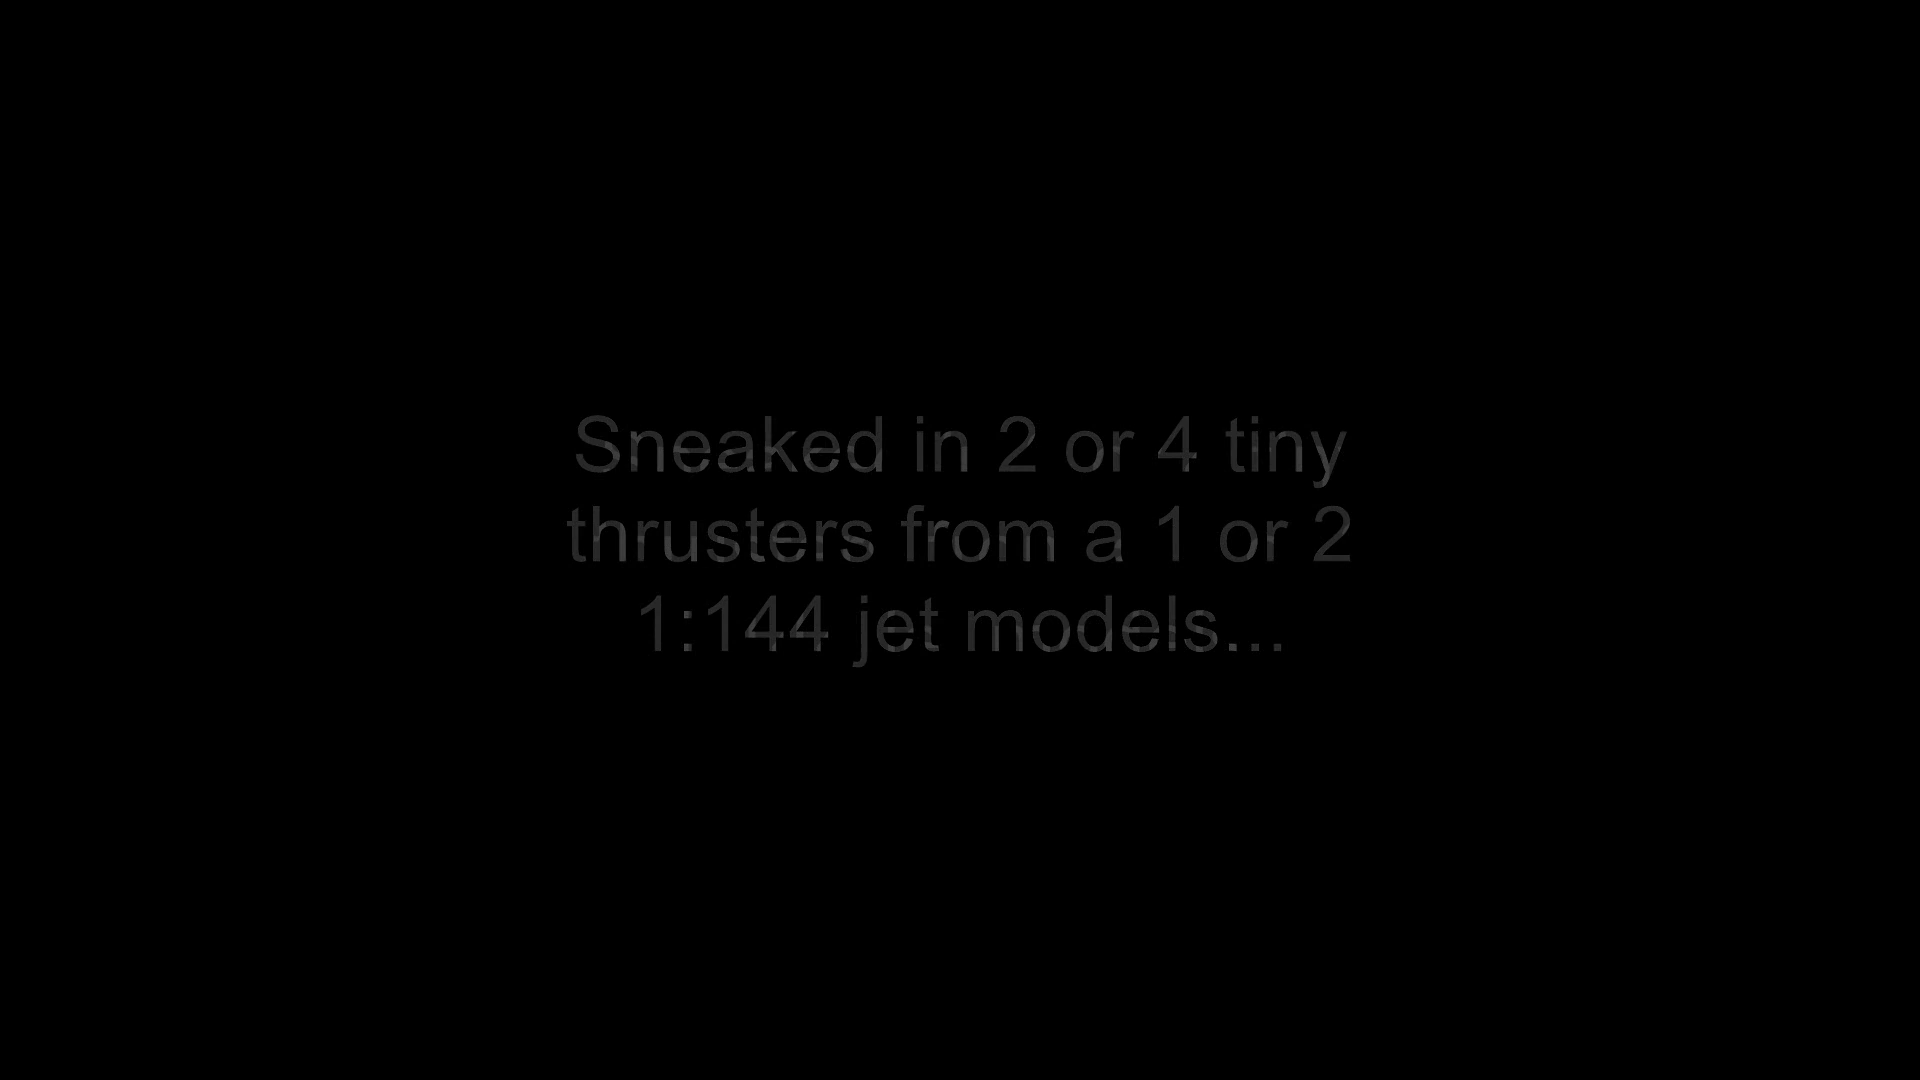 Sneaked in 2 or 4 tiny
thrusters from a 1 or 2
1:144 jet models...